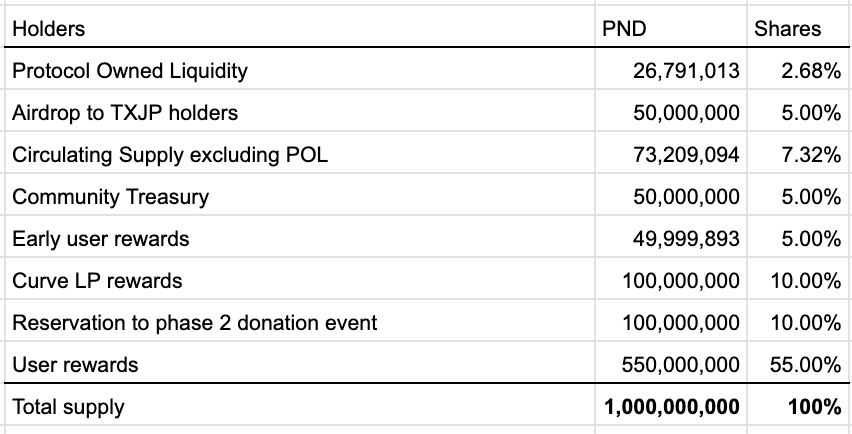 Holders PND Shares
Protocol Owned Liquidity 26,791,013 2.68%
Airdrop to TXJP holders 50,000,000 5.00%
Circulating Supply excluding POL 73,209,094 7.32%
Community Treasury 50,000,000 5.00%
Early user rewards 49,999,893 5.00%
Curve LP rewards 100,000,000 10.00%
Reservation to phase 2 donation event 100,000,000 10.00%
User rewards 550,000,000 55.00%
Total supply 1,000,000,000 100%